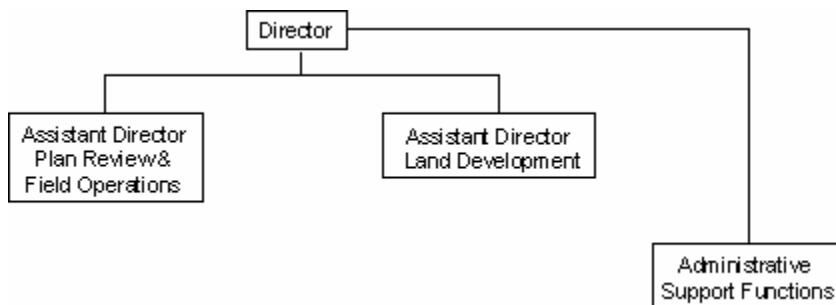 Director
Assistant Director
Plan Review &
Field Operations
Assistant Director
Land Development
Administrative
Support Functions